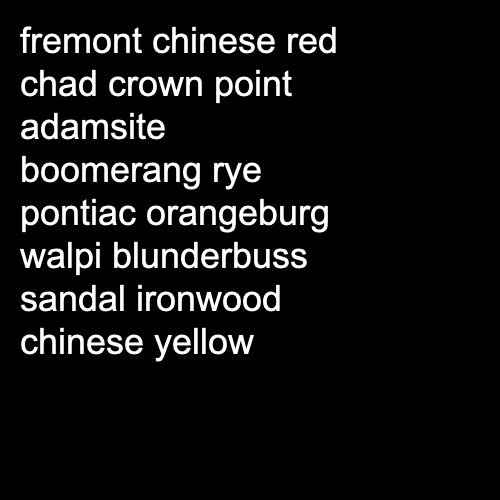 fremont chinese red
chad crown point
adamsite
boomerang rye
pontiac orangeburg
walpi blunderbuss
sandal ironwood
chinese yellow